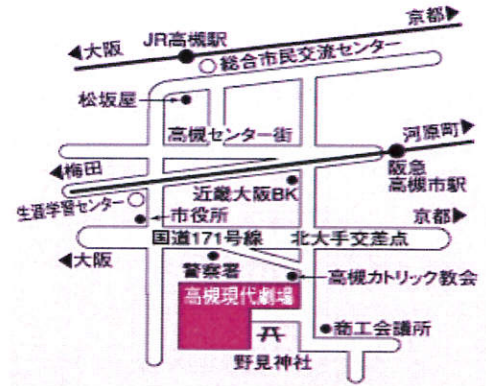 京都▶
◀大阪
JR高槻駅
総合市民交流センター
松坂屋
高槻センター街
河原町▶
◀梅田
阪急
高槻市駅
近畿大阪BK
生涯学習センター
市役所
京都▶
国道171号線
北大手交差点
◀大阪
警察署
高槻カトリック教会
高槻現代劇場
商工会議所
野見神社